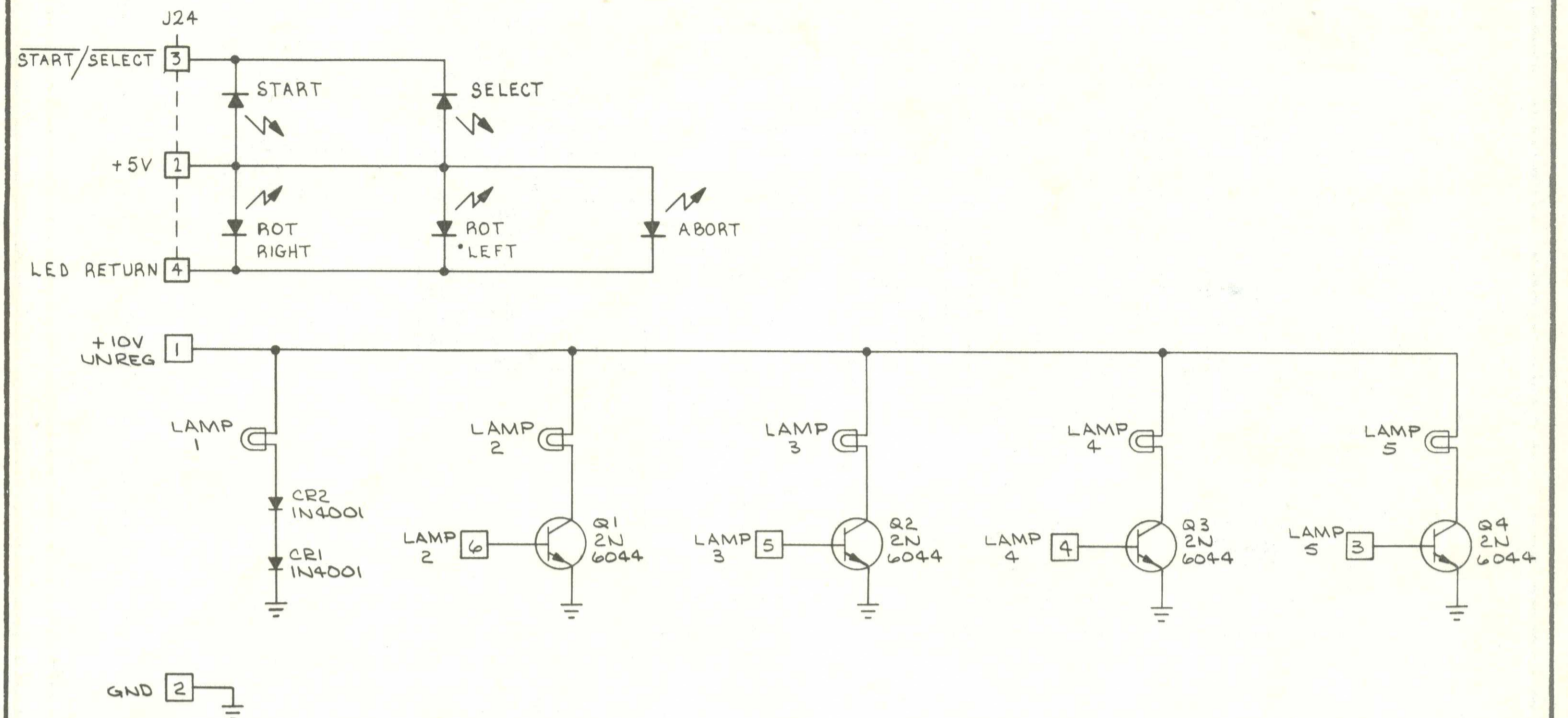 J24
START/SELECT 3
START
SELECT
+5V 1
ROT
RIGHT
ROT
LEFT
ABORT
LED RETURN 4
+10V
UNREG
1
LAMP
1
LAMP
2
LAMP
3
LAMP
4
LAMP
5
CR2
1N4001
CR1
1N4001
LAMP
2
6
Q1
2N
6044
LAMP
3
5
Q2
2N
6044
LAMP
4
4
Q3
2N
6044
LAMP
5
3
Q4
2N
6044
GND 2